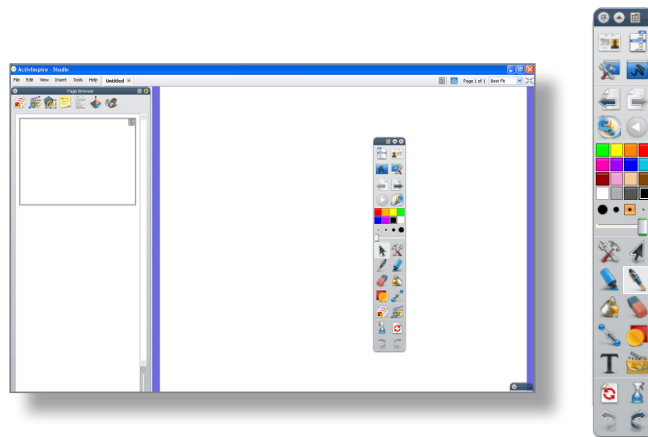 ActivInspire - Studio
File Edit View Insert Tools Help Untitled
Page 1 of 1 Best Fit
Page Browser
T